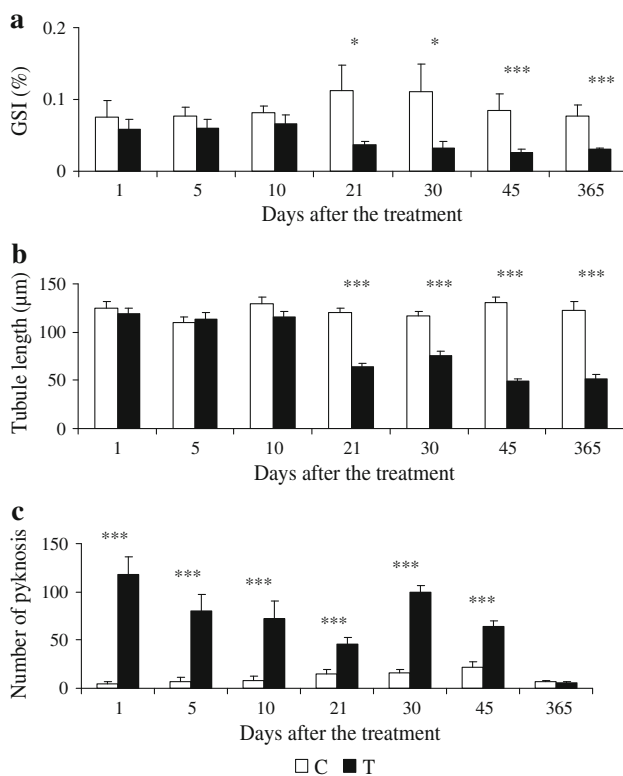 a
GSI (%)
0.2
0.1
0
* * *** ***
1 5 10 21 30 45 365
Days after the treatment
b
Tubule length (μm)
150
100
50
0
*** *** *** ***
1 5 10 21 30 45 365
Days after the treatment
c
Number of pyknosis
150
100
50
0
*** *** *** *** *** ***
1 5 10 21 30 45 365
Days after the treatment
C T